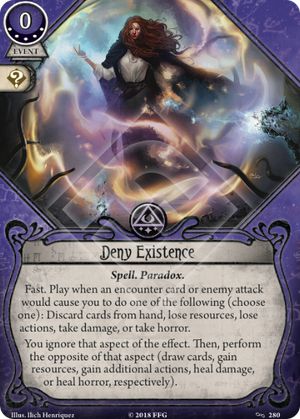 0
EVENT
?
Deny Existence
Spell. Paradox.
Fast. Play when an encounter card or enemy attack
would cause you to do one of the following (choose
one): Discard cards from hand, lose resources, lose
actions, take damage, or take horror.
You ignore that aspect of the effect. Then, perform
the opposite of that aspect (draw cards, gain
resources, gain additional actions, heal damage,
or heal horror, respectively).
Illus. Ilich Henriquez
© 2018 FFG
280